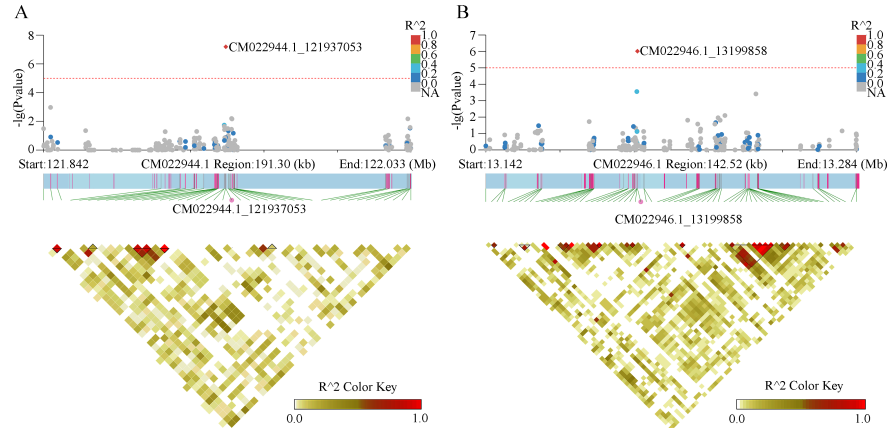 A
R^2
1.0
0.8
0.6
0.4
0.2
0.0
NA
CM022944.1_121937053
8
6
4
2
0
-lg(Pvalue)
Start:121.842 CM022944.1 Region:191.30 (kb) End:122.033 (Mb)
CM022944.1_121937053
R^2 Color Key
0.0 1.0
B
R^2
1.0
0.8
0.6
0.4
0.2
0.0
NA
CM022946.1_13199858
7
6
5
4
3
2
1
0
-lg(Pvalue)
Start:13.142 CM022946.1 Region:142.52 (kb) End:13.284 (Mb)
CM022946.1_13199858
R^2 Color Key
0.0 1.0